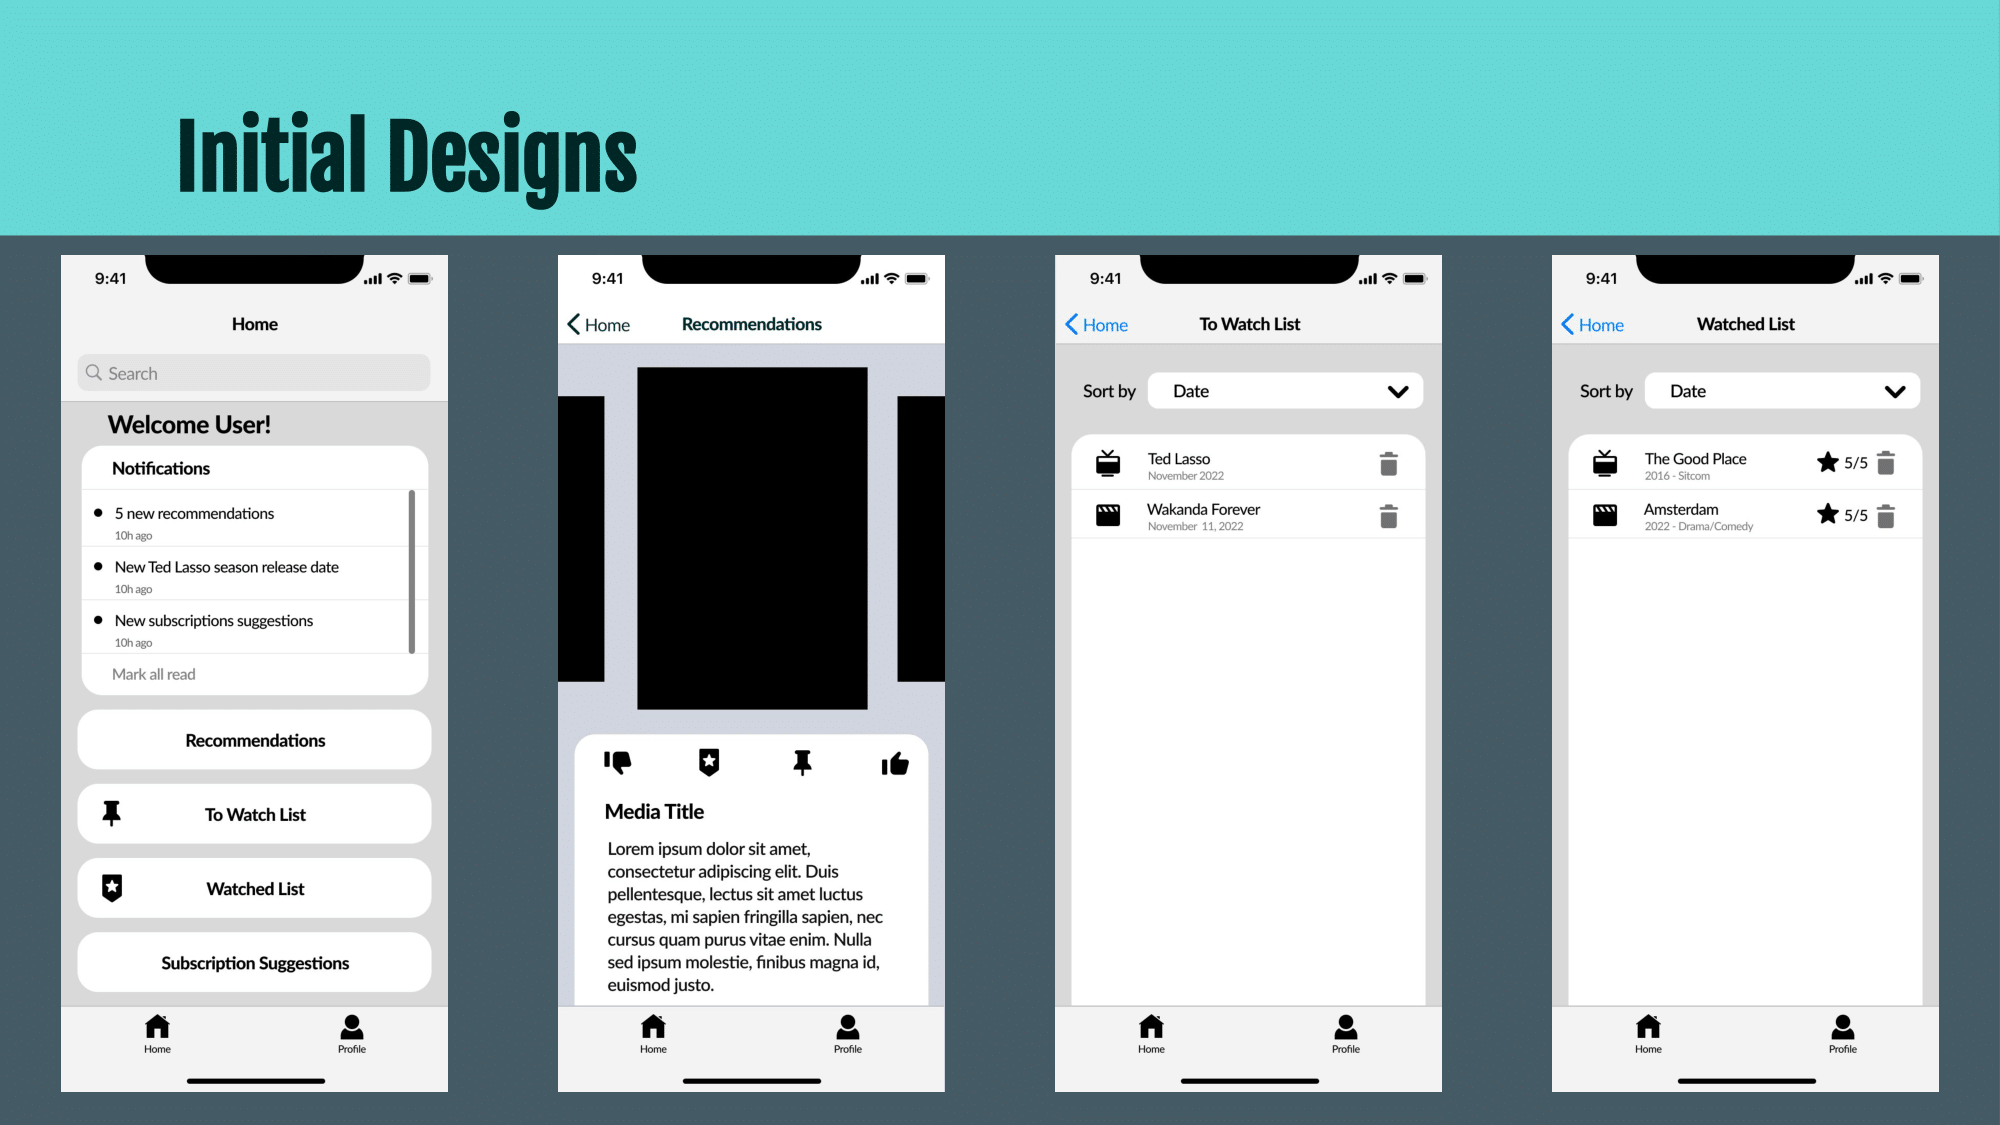 Initial Designs
9:41
Home
Search
Welcome User!
Notifications
5 new recommendations
10h ago
New Ted Lasso season release date
10h ago
New subscriptions suggestions
10h ago
Mark all read
Recommendations
To Watch List
Watched List
Subscription Suggestions
Home Profile
9:41
Home Recommendations
Media Title
Lorem ipsum dolor sit amet,
consectetur adipiscing elit. Duis
pellentesque, lectus sit amet luctus
egestas, mi sapien fringilla sapien, nec
cursus quam purus vitae enim. Nulla
sed ipsum molestie, finibus magna id,
euismod justo.
Home Profile
9:41
Home To Watch List
Sort by Date
Ted Lasso
November 2022
Wakanda Forever
November 11, 2022
Home Profile
9:41
Home Watched List
Sort by Date
The Good Place 5/5
2016 - Sitcom
Amsterdam 5/5
2022 - Drama/Comedy
Home Profile